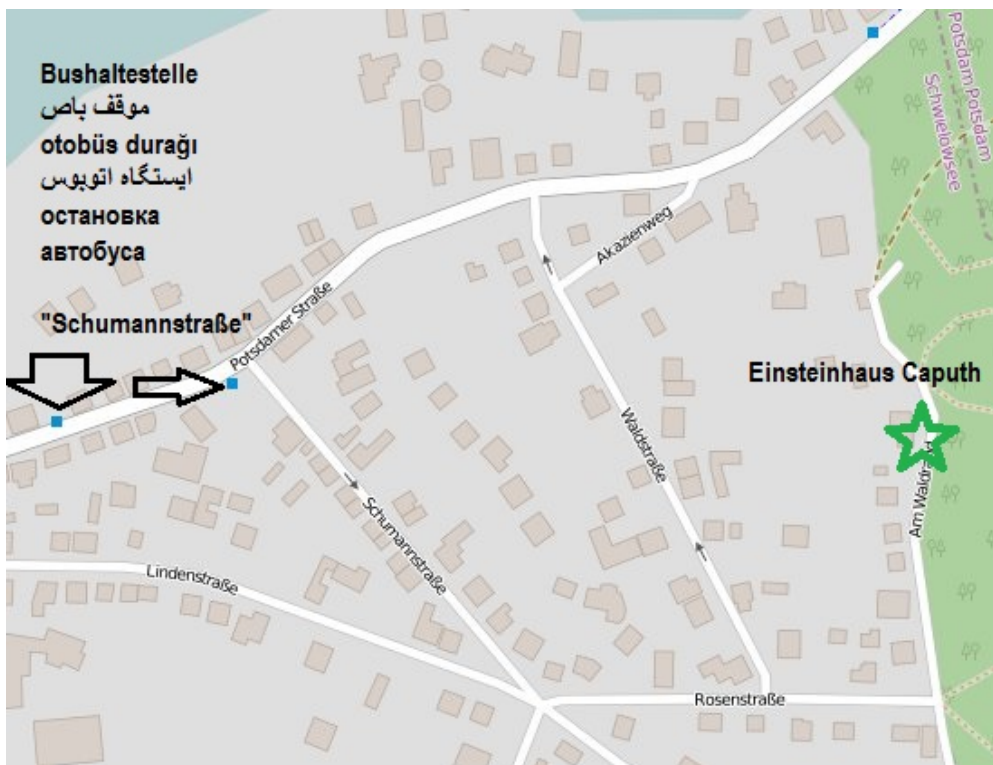 Bushaltestelle
موقف باص
otobüs durağı
ایستگاه اتوبوس
остановка
автобуса
"Schumannstraße"
Potsdam
Potsdam
Schwielowsee
Akazienweg
Potsdamer Straße
Einsteinhaus Caputh
Waldstraße
Am Waldrand
Schumannstraße
Lindenstraße
Rosenstraße